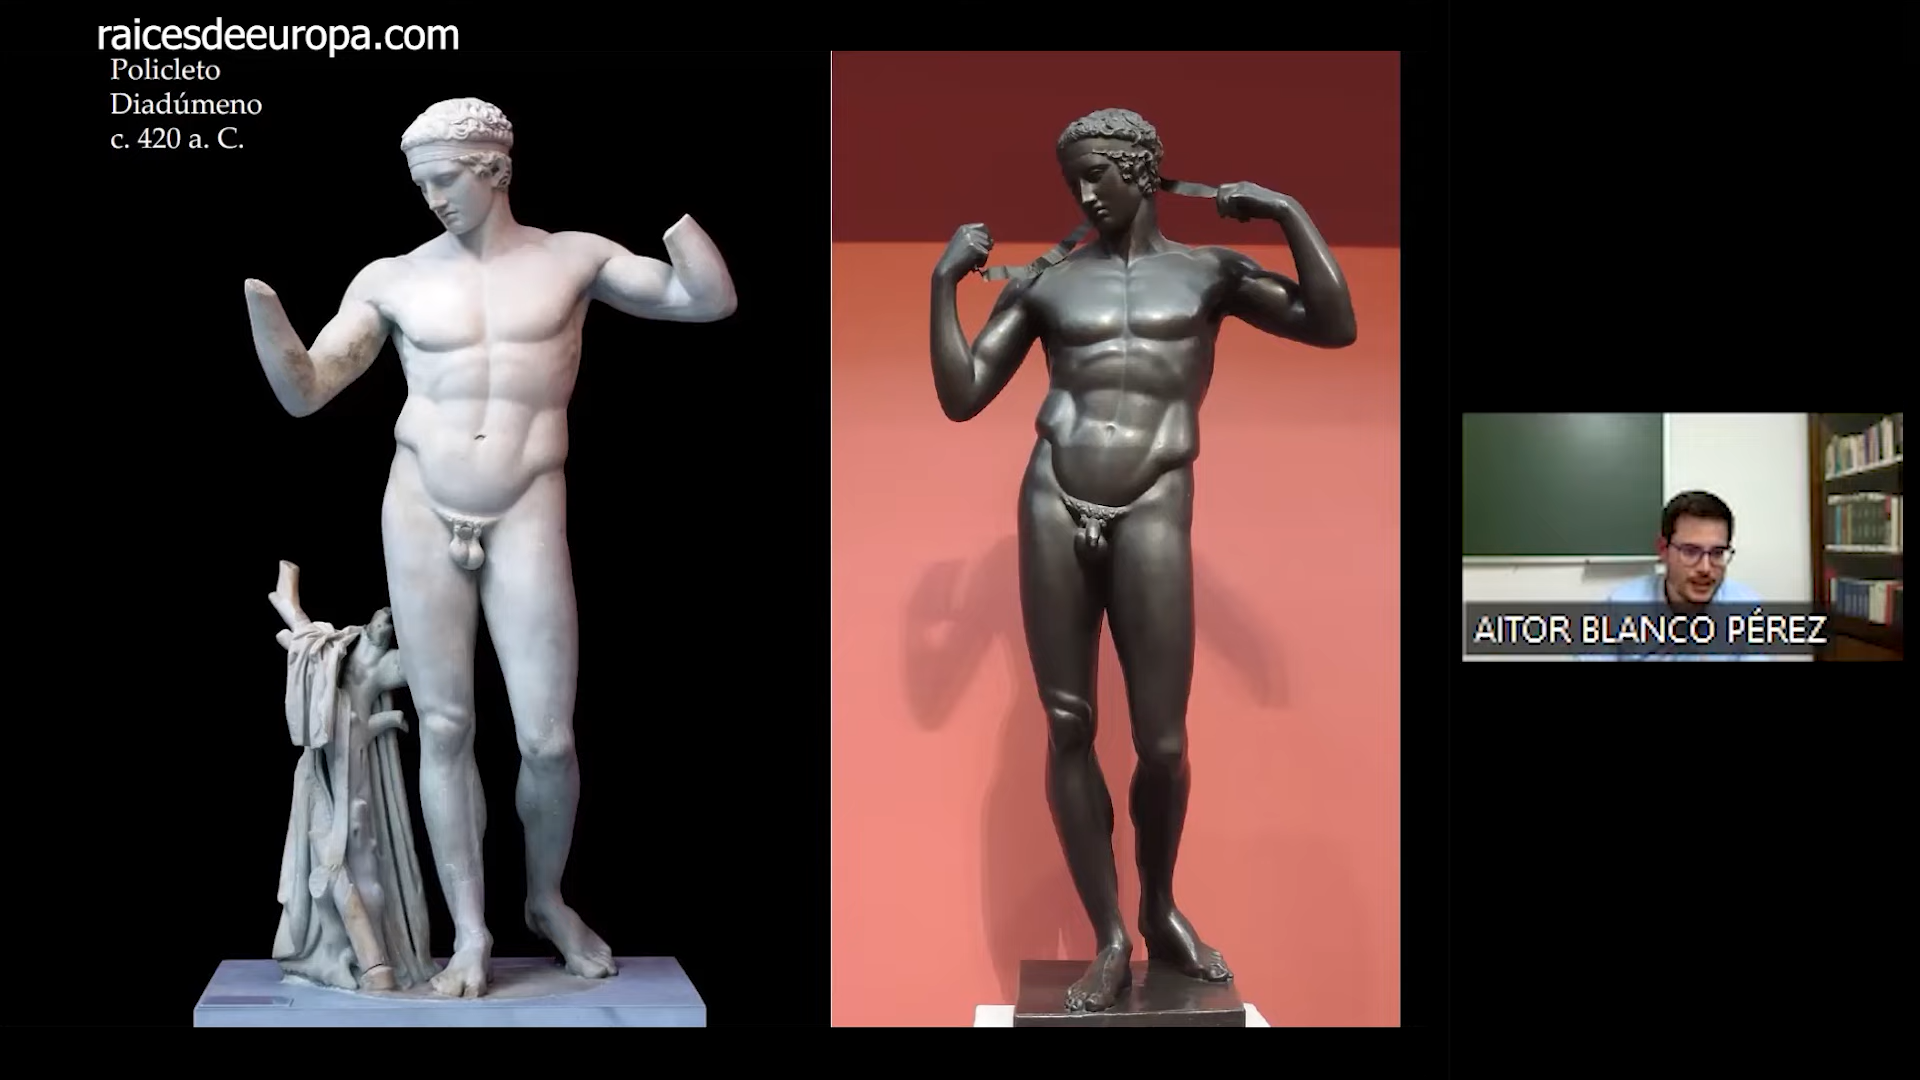 raicesdeeuropa.com
Policleto
Diadúmeno
c. 420 a. C.
AITOR BLANCO PÉREZ